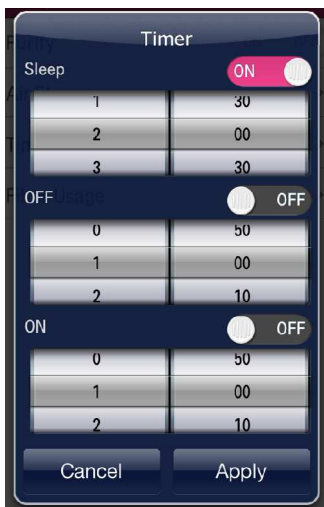 Timer
Sleep ON
1 30
2 00
3 30
OFF OFF
0 50
1 00
2 10
ON OFF
0 50
1 00
2 10
Cancel Apply